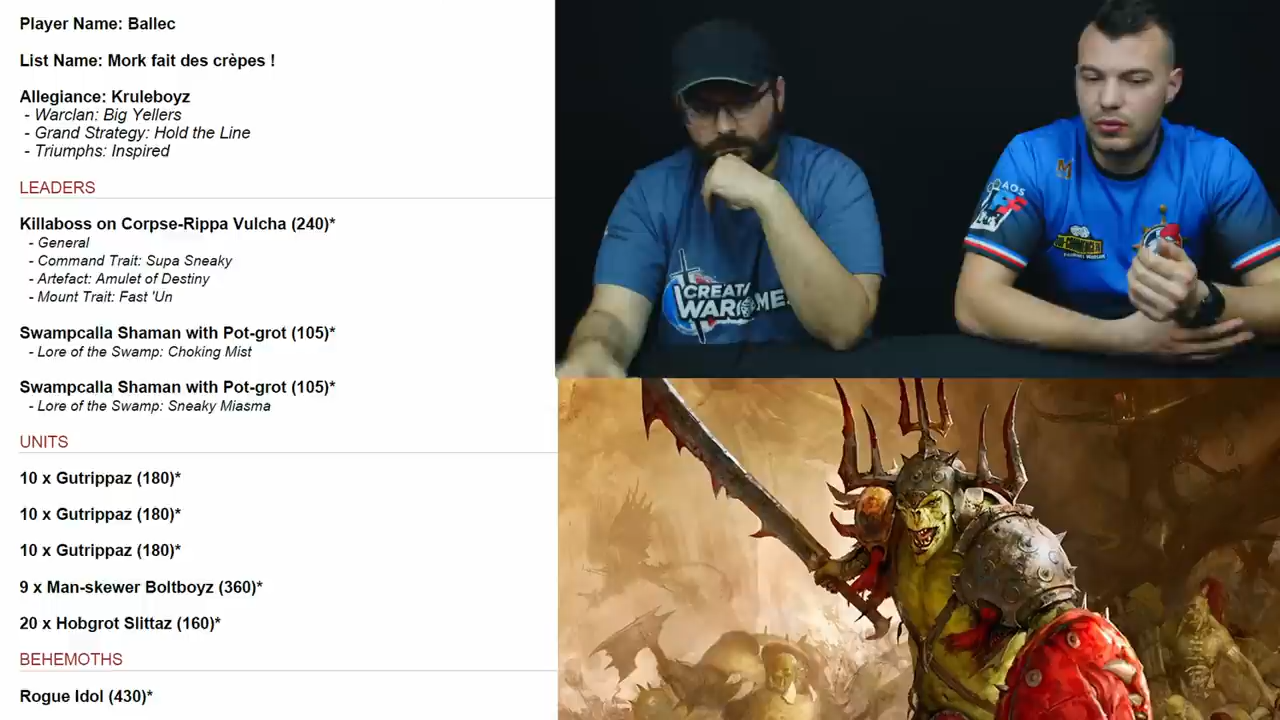 Player Name: Ballec
List Name: Mork fait des crèpes !
Allegiance: Kruleboyz
- Warclan: Big Yellers
- Grand Strategy: Hold the Line
- Triumphs: Inspired
LEADERS
Killaboss on Corpse-Rippa Vulcha (240)*
- General
- Command Trait: Supa Sneaky
- Artefact: Amulet of Destiny
- Mount Trait: Fast 'Un
Swampcalla Shaman with Pot-grot (105)*
- Lore of the Swamp: Choking Mist
Swampcalla Shaman with Pot-grot (105)*
- Lore of the Swamp: Sneaky Miasma
UNITS
10 x Gutrippaz (180)*
10 x Gutrippaz (180)*
10 x Gutrippaz (180)*
9 x Man-skewer Boltboyz (360)*
20 x Hobgrot Slittaz (160)*
BEHEMOTHS
Rogue Idol (430)*
AOS
M